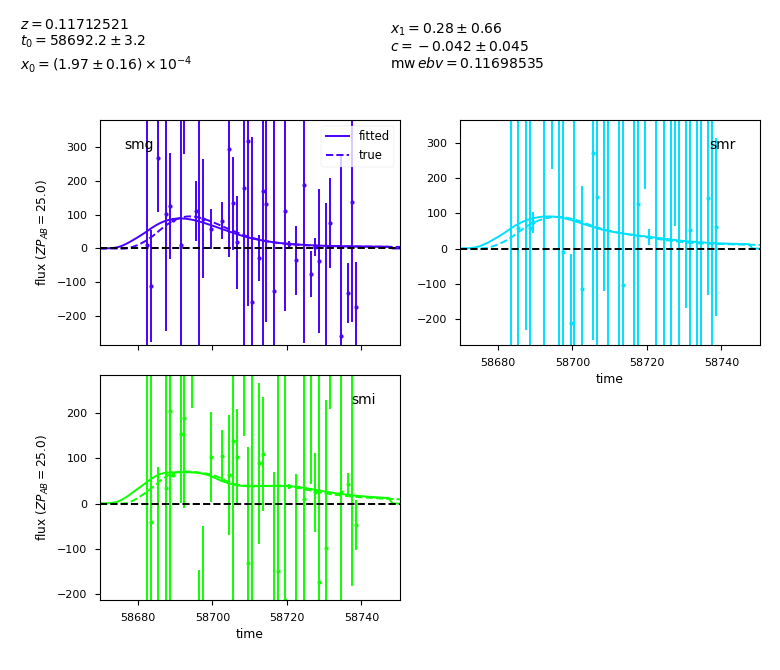 z = 0.11712521
t₀ = 58692.2 ± 3.2
x₀ = (1.97 ± 0.16) × 10⁻⁴
x₁ = 0.28 ± 0.66
c = −0.042 ± 0.045
mw ebv = 0.11698535
smg
fitted
true
300
200
100
0
−100
−200
flux (ZP_AB = 25.0)
smr
300
200
100
0
−100
−200
58680
58700
58720
58740
time
smi
200
100
0
−100
−200
flux (ZP_AB = 25.0)
58680
58700
58720
58740
time